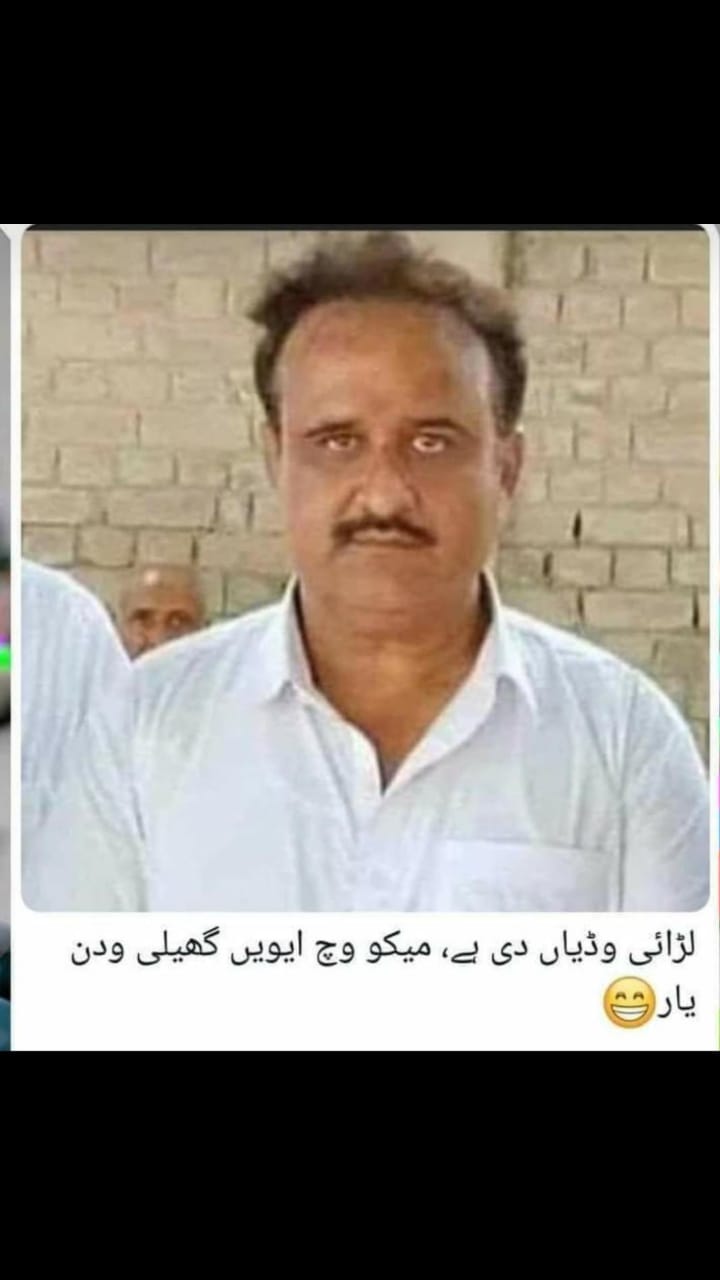 لڑائی وڈیاں دی ہے، میکو وچ ایویں گھیلی ودن
یار😁